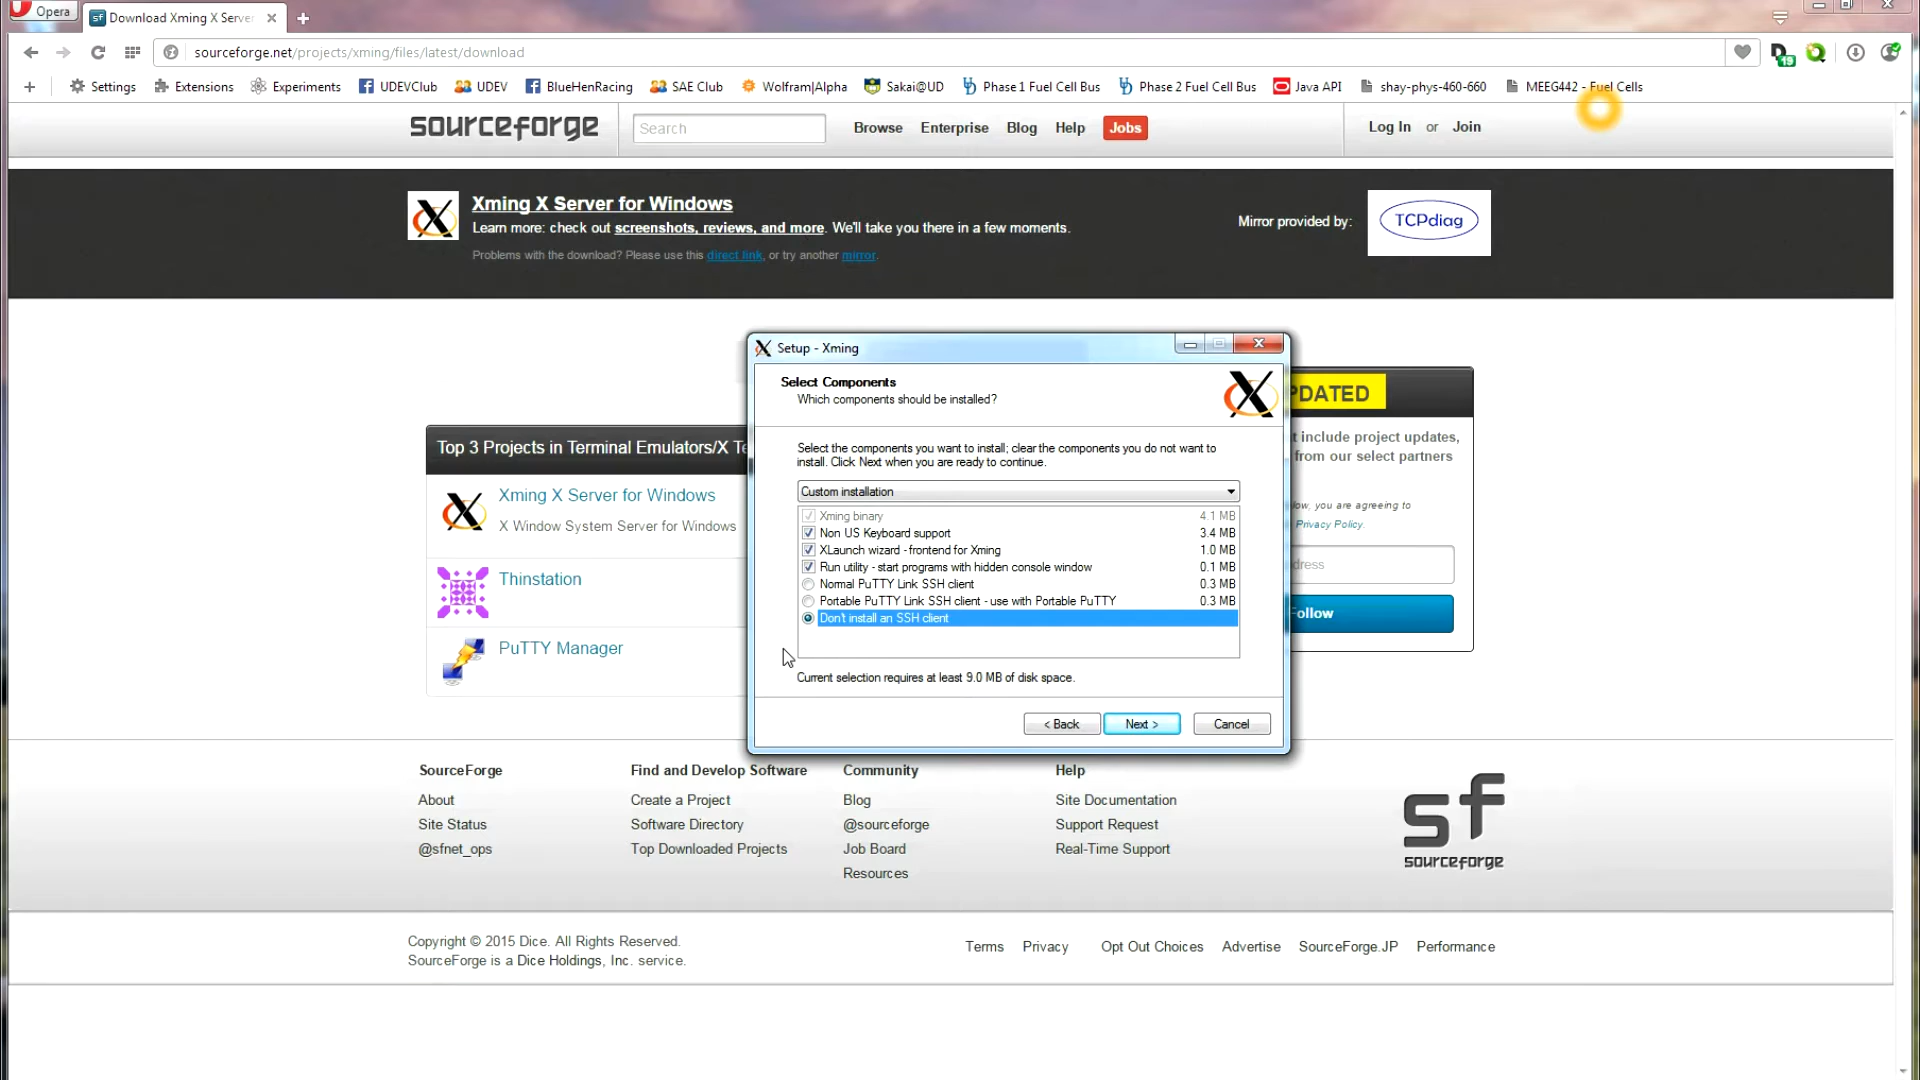 Opera
Download Xming X Serve
sourceforge.net/projects/xming/files/latest/download
19
Settings
Extensions
Experiments
UDEVClub
UDEV
BlueHenRacing
SAE Club
Wolfram|Alpha
Sakai@UD
Phase 1 Fuel Cell Bus
Phase 2 Fuel Cell Bus
Java API
shay-phys-460-660
MEEG442 - Fuel Cells
sourceforge
Search
Browse
Enterprise
Blog
Help
Jobs
Log In or Join
Xming X Server for Windows
Learn more: check out screenshots, reviews, and more. We'll take you there in a few moments.
Problems with the download? Please use this direct link, or try another mirror.
Mirror provided by:
TCPdiag
Setup - Xming
Select Components
Which components should be installed?
Select the components you want to install; clear the components you do not want to
install. Click Next when you are ready to continue.
Custom installation
Xming binary 4.1 MB
Non US Keyboard support 3.4 MB
XLaunch wizard - frontend for Xming 1.0 MB
Run utility - start programs with hidden console window 0.1 MB
Normal PuTTY Link SSH client 0.3 MB
Portable PuTTY Link SSH client - use with Portable PuTTY 0.3 MB
Don't install an SSH client
Current selection requires at least 9.0 MB of disk space.
< Back
Next >
Cancel
Top 3 Projects in Terminal Emulators/X Te
Xming X Server for Windows
X Window System Server for Windows
Thinstation
PuTTY Manager
PDATED
t include project updates,
from our select partners
low, you are agreeing to
Privacy Policy.
dress
Follow
SourceForge
About
Site Status
@sfnet_ops
Find and Develop Software
Create a Project
Software Directory
Top Downloaded Projects
Community
Blog
@sourceforge
Job Board
Resources
Help
Site Documentation
Support Request
Real-Time Support
sf
sourceforge
Copyright © 2015 Dice. All Rights Reserved.
SourceForge is a Dice Holdings, Inc. service.
Terms
Privacy
Opt Out Choices
Advertise
SourceForge.JP
Performance